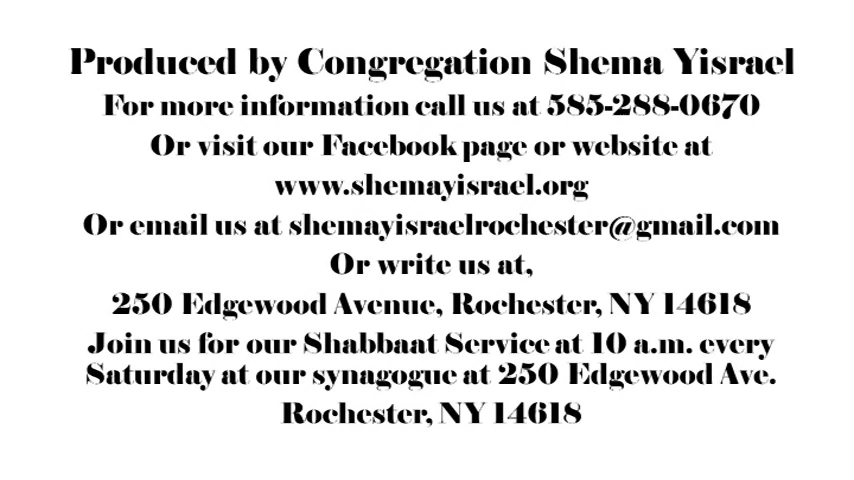 Produced by Congregation Shema Yisrael
For more information call us at 585-288-0670
Or visit our Facebook page or website at
www.shemayisrael.org
Or email us at shemayisraelrochester@gmail.com
Or write us at,
250 Edgewood Avenue, Rochester, NY 14618
Join us for our Shabbaat Service at 10 a.m. every
Saturday at our synagogue at 250 Edgewood Ave.
Rochester, NY 14618